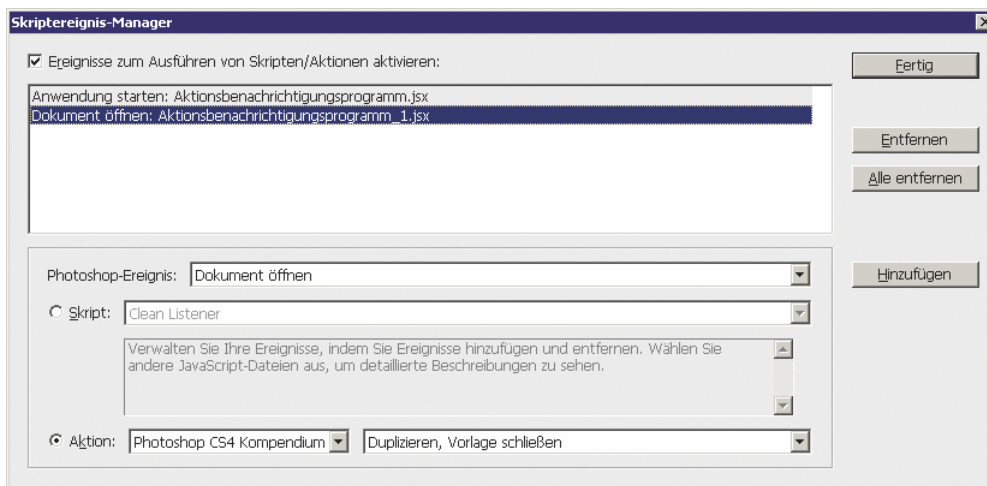 Skriptereignis-Manager
Ereignisse zum Ausführen von Skripten/Aktionen aktivieren:
Fertig
Anwendung starten: Aktionsbenachrichtigungsprogramm.jsx
Dokument öffnen: Aktionsbenachrichtigungsprogramm_1.jsx
Entfernen
Alle entfernen
Photoshop-Ereignis: Dokument öffnen
Hinzufügen
Skript: Clean Listener
Verwalten Sie Ihre Ereignisse, indem Sie Ereignisse hinzufügen und entfernen. Wählen Sie
andere JavaScript-Dateien aus, um detaillierte Beschreibungen zu sehen.
Aktion: Photoshop CS4 Kompendium Duplizieren, Vorlage schließen